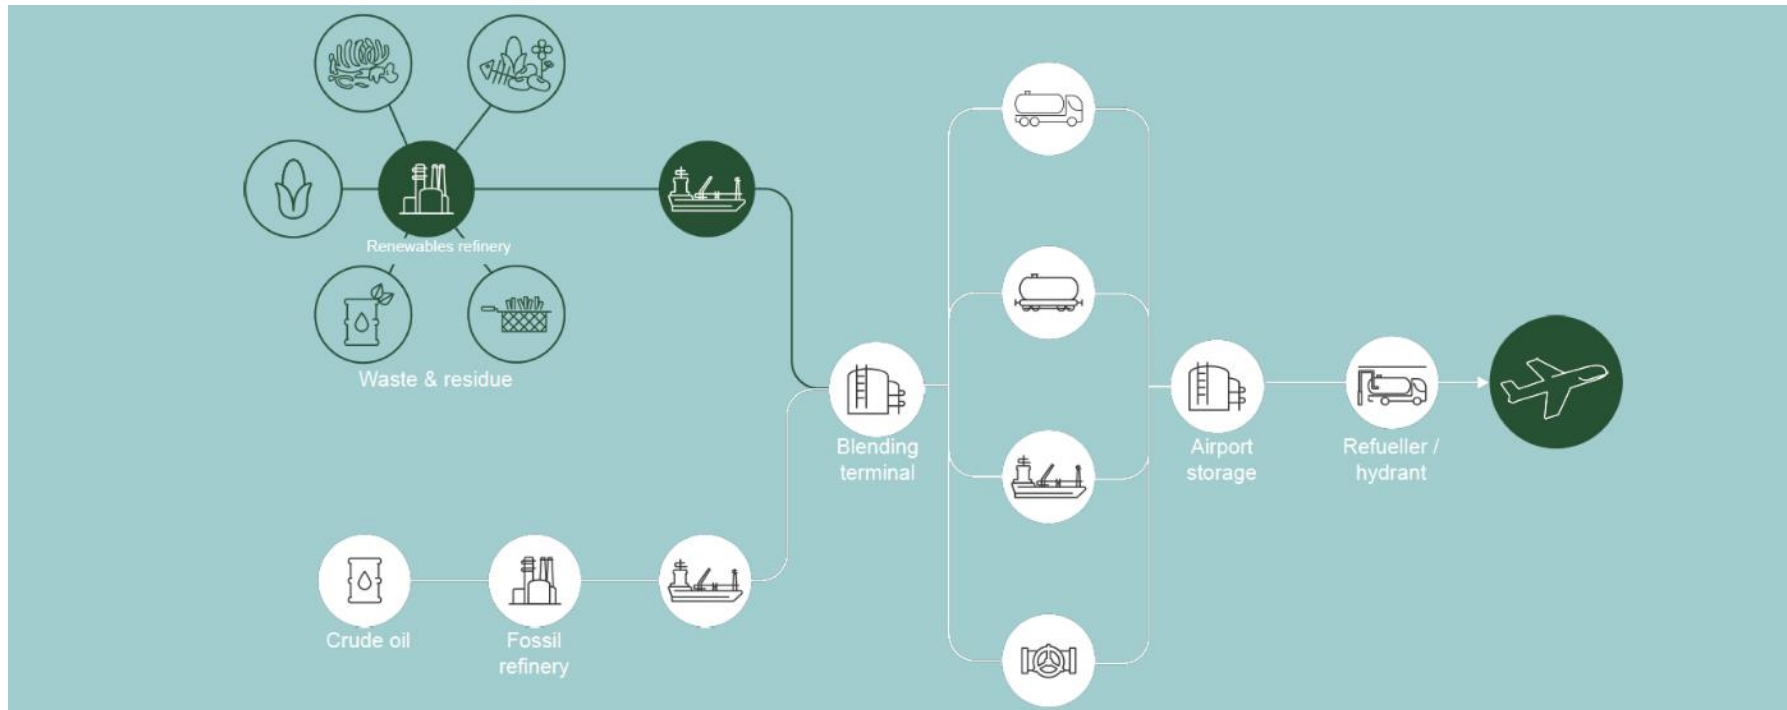 Renewables refinery
Waste & residue
Blending
terminal
Airport
storage
Refueller /
hydrant
Crude oil
Fossil
refinery